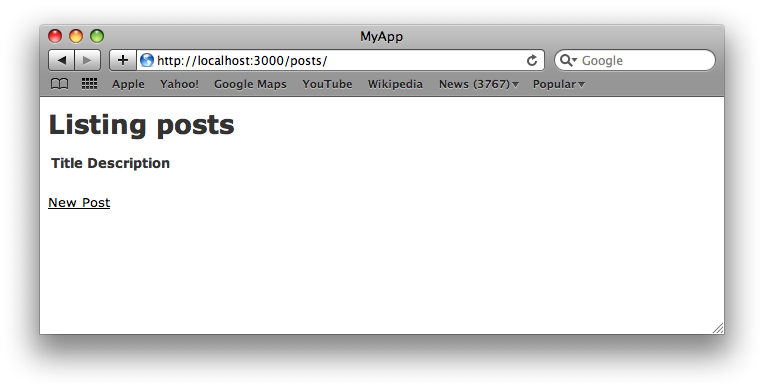 MyApp
http://localhost:3000/posts/ Google
Apple Yahoo! Google Maps YouTube Wikipedia News (3767) Popular
Listing posts
Title Description
New Post